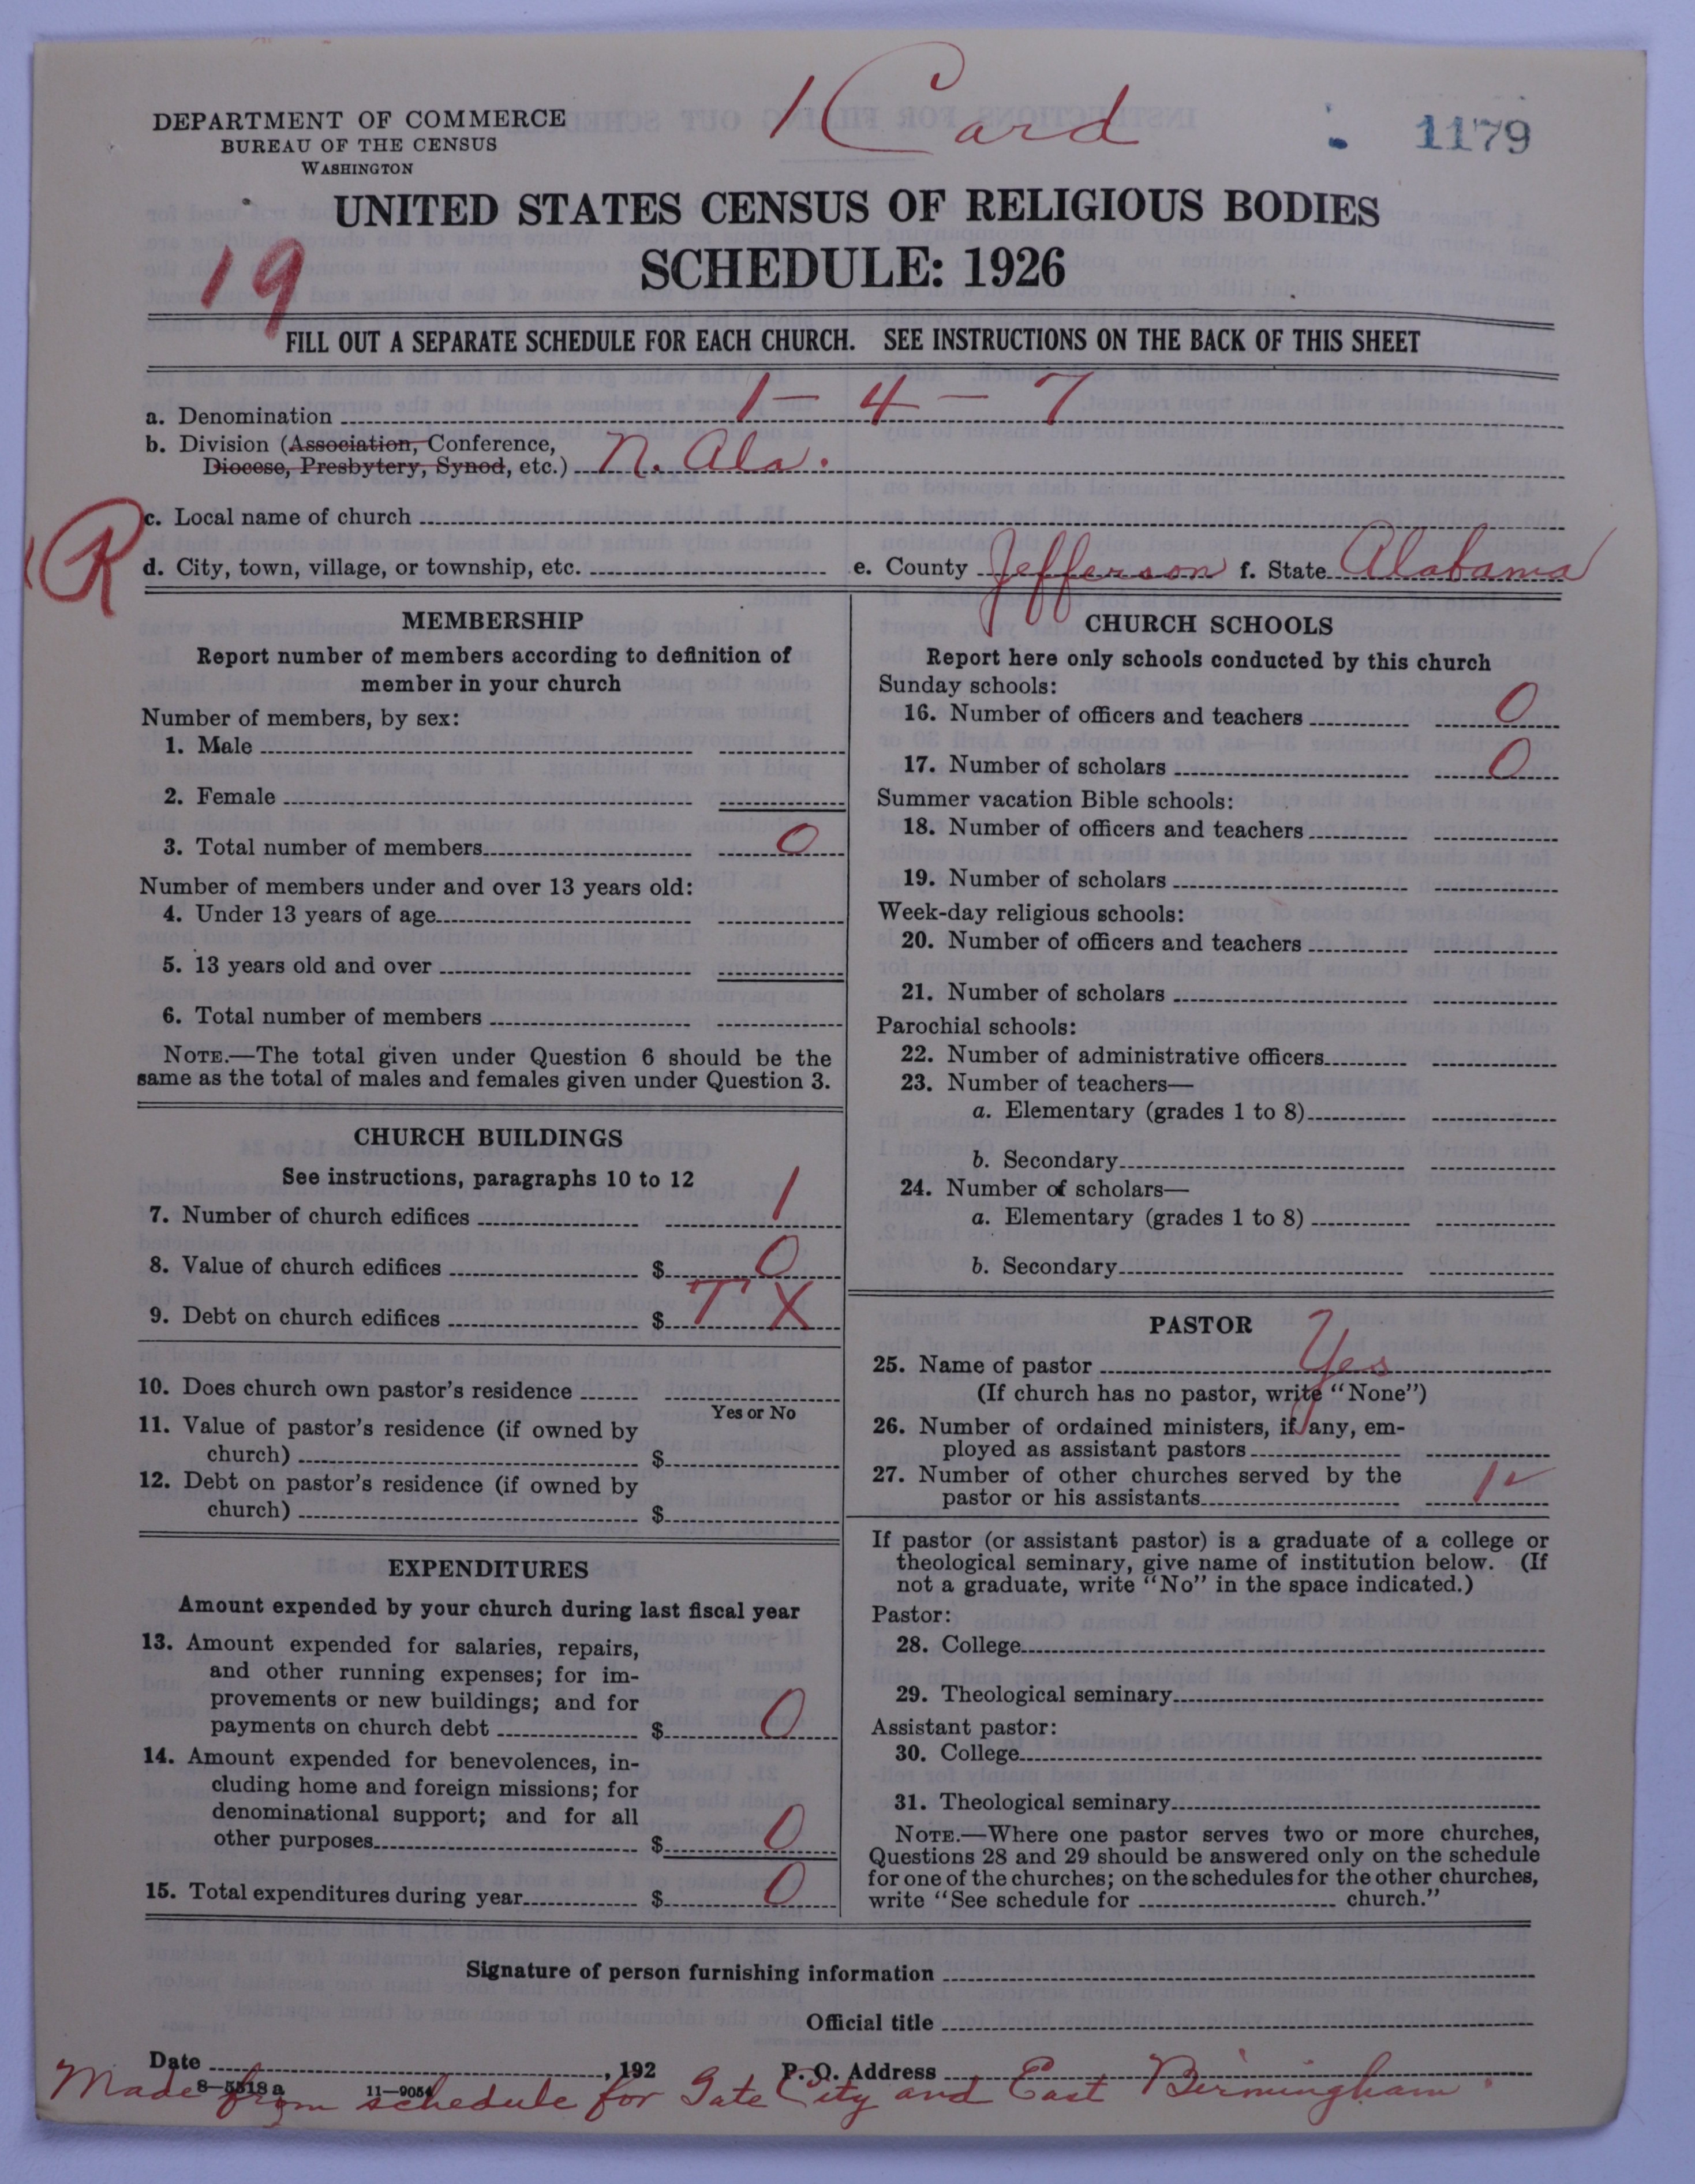 1 Card
1179
DEPARTMENT OF COMMERCE
BUREAU OF THE CENSUS
WASHINGTON
UNITED STATES CENSUS OF RELIGIOUS BODIES
SCHEDULE: 1926
19
FILL OUT A SEPARATE SCHEDULE FOR EACH CHURCH. SEE INSTRUCTIONS ON THE BACK OF THIS SHEET
a. Denomination 1 - 4 - 7
b. Division (Association, Conference,
Diocese, Presbytery, Synod, etc.) N. Ala.
R
c. Local name of church
d. City, town, village, or township, etc. e. County Jefferson f. State Alabama
MEMBERSHIP
Report number of members according to definition of
member in your church
Number of members, by sex:
1. Male
2. Female
3. Total number of members 0
Number of members under and over 13 years old:
4. Under 13 years of age
5. 13 years old and over
6. Total number of members
NOTE.—The total given under Question 6 should be the
same as the total of males and females given under Question 3.
CHURCH BUILDINGS
See instructions, paragraphs 10 to 12
7. Number of church edifices 1
8. Value of church edifices $ 0
9. Debt on church edifices $ T X
10. Does church own pastor's residence
Yes or No
11. Value of pastor's residence (if owned by
church) $
12. Debt on pastor's residence (if owned by
church) $
EXPENDITURES
Amount expended by your church during last fiscal year
13. Amount expended for salaries, repairs,
and other running expenses; for im-
provements or new buildings; and for
payments on church debt $ 0
14. Amount expended for benevolences, in-
cluding home and foreign missions; for
denominational support; and for all
other purposes $ 0
15. Total expenditures during year $ 0
CHURCH SCHOOLS
Report here only schools conducted by this church
Sunday schools:
16. Number of officers and teachers 0
17. Number of scholars 0
Summer vacation Bible schools:
18. Number of officers and teachers
19. Number of scholars
Week-day religious schools:
20. Number of officers and teachers
21. Number of scholars
Parochial schools:
22. Number of administrative officers
23. Number of teachers—
a. Elementary (grades 1 to 8)
b. Secondary
24. Number of scholars—
a. Elementary (grades 1 to 8)
b. Secondary
PASTOR
25. Name of pastor Yes
(If church has no pastor, write "None")
26. Number of ordained ministers, if any, em-
ployed as assistant pastors
27. Number of other churches served by the
pastor or his assistants 1 ✓
If pastor (or assistant pastor) is a graduate of a college or
theological seminary, give name of institution below. (If
not a graduate, write "No" in the space indicated.)
Pastor:
28. College
29. Theological seminary
Assistant pastor:
30. College
31. Theological seminary
NOTE.—Where one pastor serves two or more churches,
Questions 28 and 29 should be answered only on the schedule
for one of the churches; on the schedules for the other churches,
write "See schedule for church."
Signature of person furnishing information
Official title
Date , 192 P. O. Address
8—5518 a 11—9054
Made from schedule for Gate City and East Birmingham.